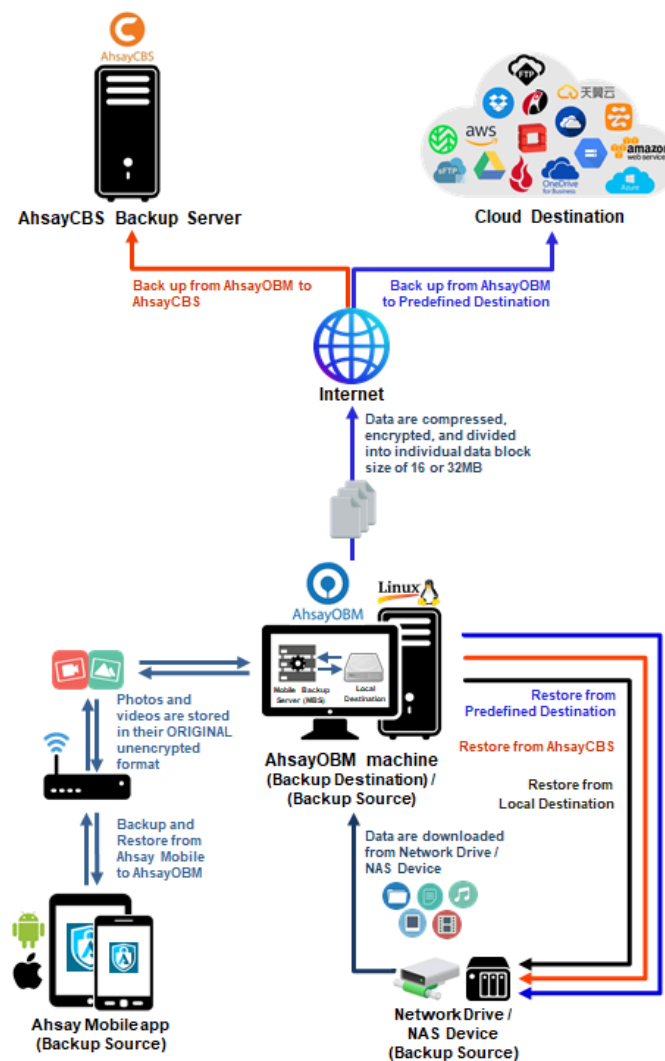 AhsayCBS
AhsayCBS Backup Server
FTP
天翼云
aws
amazon
web service
sFTP
OneDrive
for Business
Azure
Cloud Destination
Back up from AhsayOBM to
AhsayCBS
Back up from AhsayOBM
to Predefined Destination
Internet
Data are compressed,
encrypted, and divided
into individual data block
size of 16 or 32MB
AhsayOBM
Linux
Mobile Backup
Server (MBS)
Local
Destination
Photos and
videos are stored
in their ORIGINAL
unencrypted
format
AhsayOBM machine
(Backup Destination) /
(Backup Source)
Restore from
Predefined Destination
Restore from AhsayCBS
Restore from
Local Destination
Backup and
Restore from
Ahsay Mobile
to AhsayOBM
Data are downloaded
from Network Drive /
NAS Device
Ahsay Mobile app
(Backup Source)
Network Drive /
NAS Device
(Backup Source)